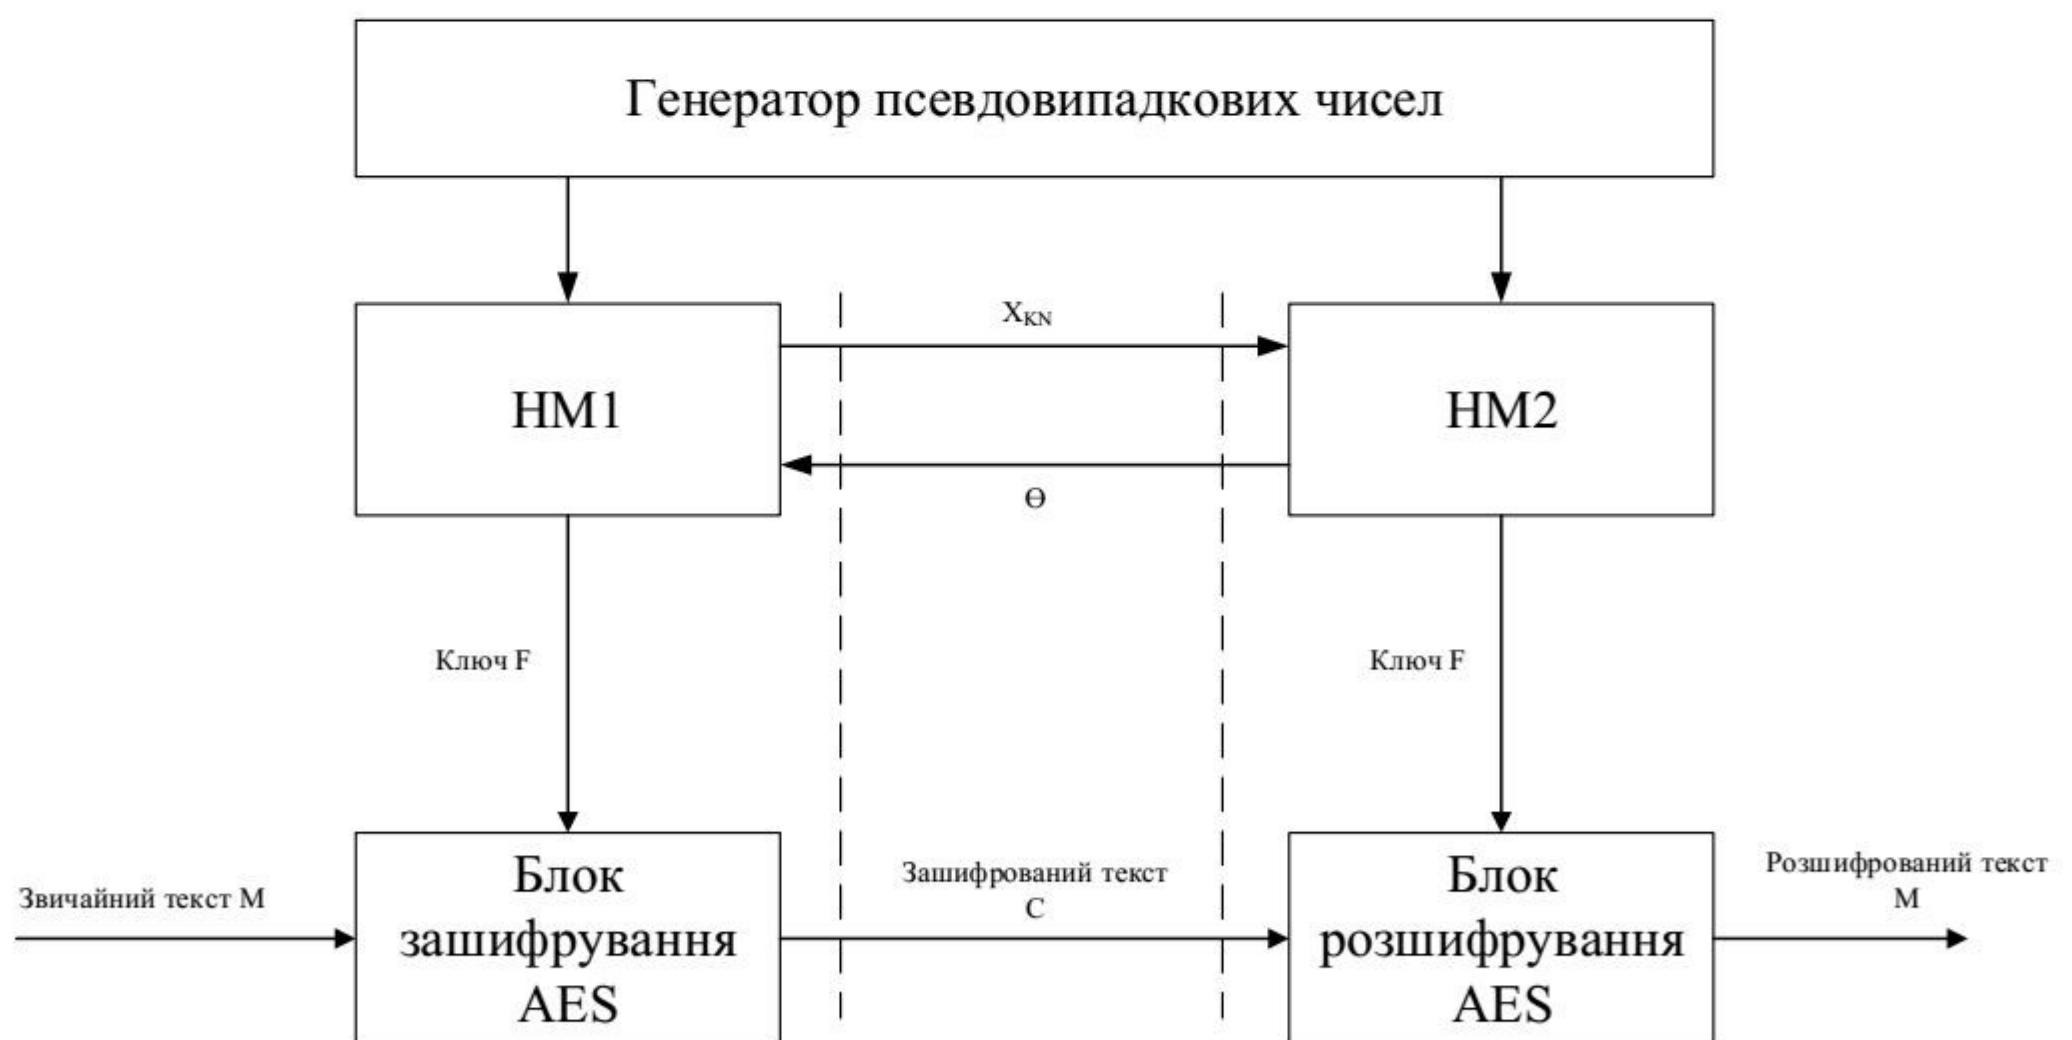 Генератор псевдовипадкових чисел
X_KN
НМ1
НМ2
Ө
Ключ F
Ключ F
Звичайний текст М
Блок
зашифрування
AES
Зашифрований текст
С
Блок
розшифрування
AES
Розшифрований текст
М